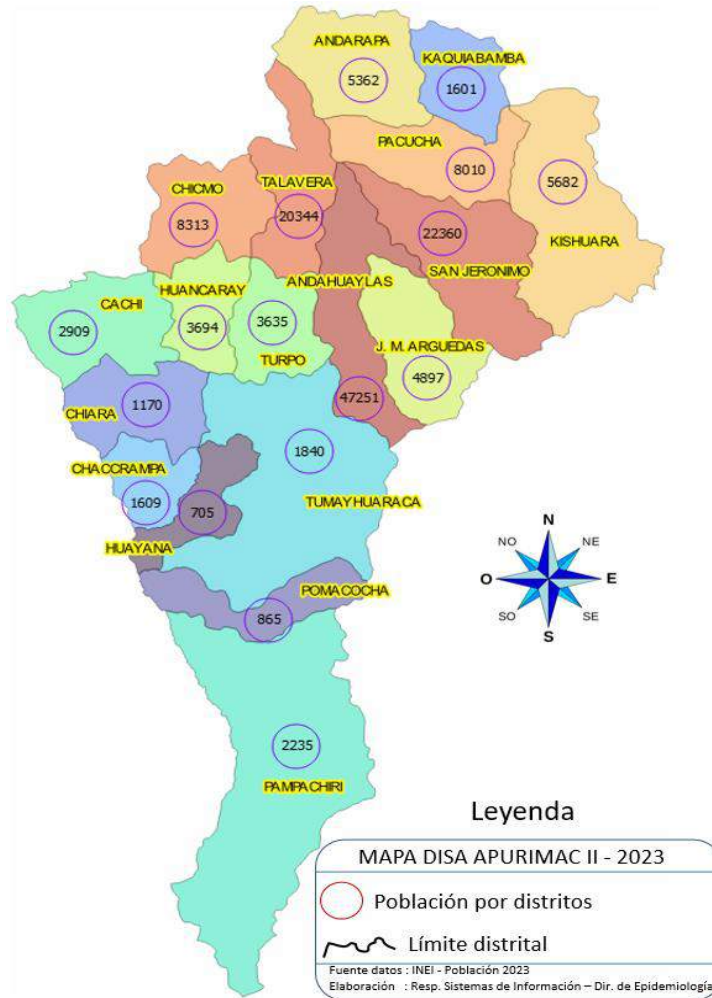 ANDARAPA
5362
KAQUIABAMBA
1601
PACUCHA
8010
5682
KISHUARA
CHICMO
8313
TALAVERA
20344
22360
SAN JERONIMO
ANDAHUAYLAS
47251
HUANCARAY
3694
3635
TURPO
CACHI
2909
J. M. ARGUEDAS
4897
1170
CHIARA
1840
TUMAYHUARACA
CHACCRAMPA
1609
705
HUAYANA
POMACOCHA
865
2235
PAMPACHIRI
N
NO
NE
O
E
SO
SE
S
Leyenda
MAPA DISA APURIMAC II - 2023
Población por distritos
Límite distrital
Fuente datos : INEI - Población 2023
Elaboración : Resp. Sistemas de Información – Dir. de Epidemiología